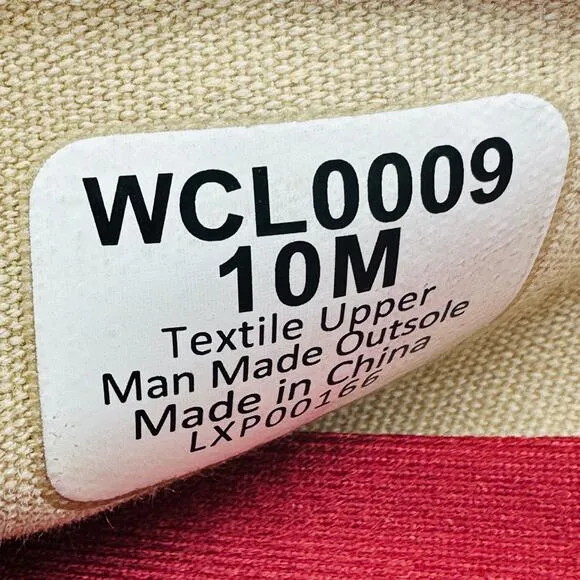 WCL0009
10M
Textile Upper
Man Made Outsole
Made in China
LXP00166